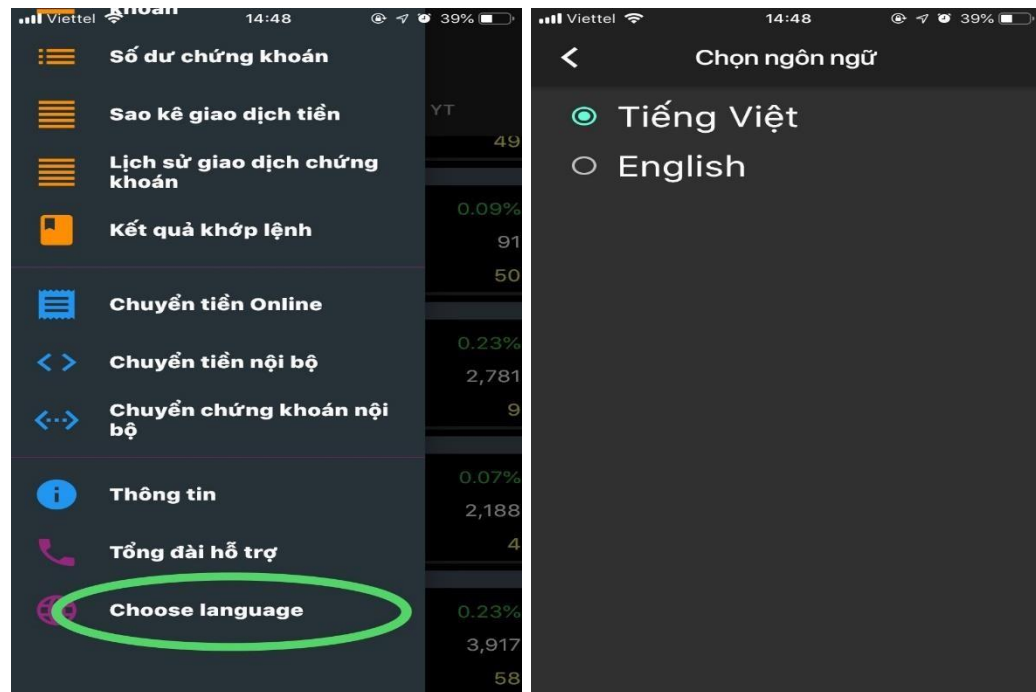 Viettel 14:48 39%
khoán
Số dư chứng khoán
Sao kê giao dịch tiền
Lịch sử giao dịch chứng
khoán
Kết quả khớp lệnh
Chuyển tiền Online
Chuyển tiền nội bộ
Chuyển chứng khoán nội
bộ
Thông tin
Tổng đài hỗ trợ
Choose language
YT
49
0.09%
91
50
0.23%
2,781
9
0.07%
2,188
4
0.23%
3,917
58
Viettel 14:48 39%
Chọn ngôn ngữ
Tiếng Việt
English